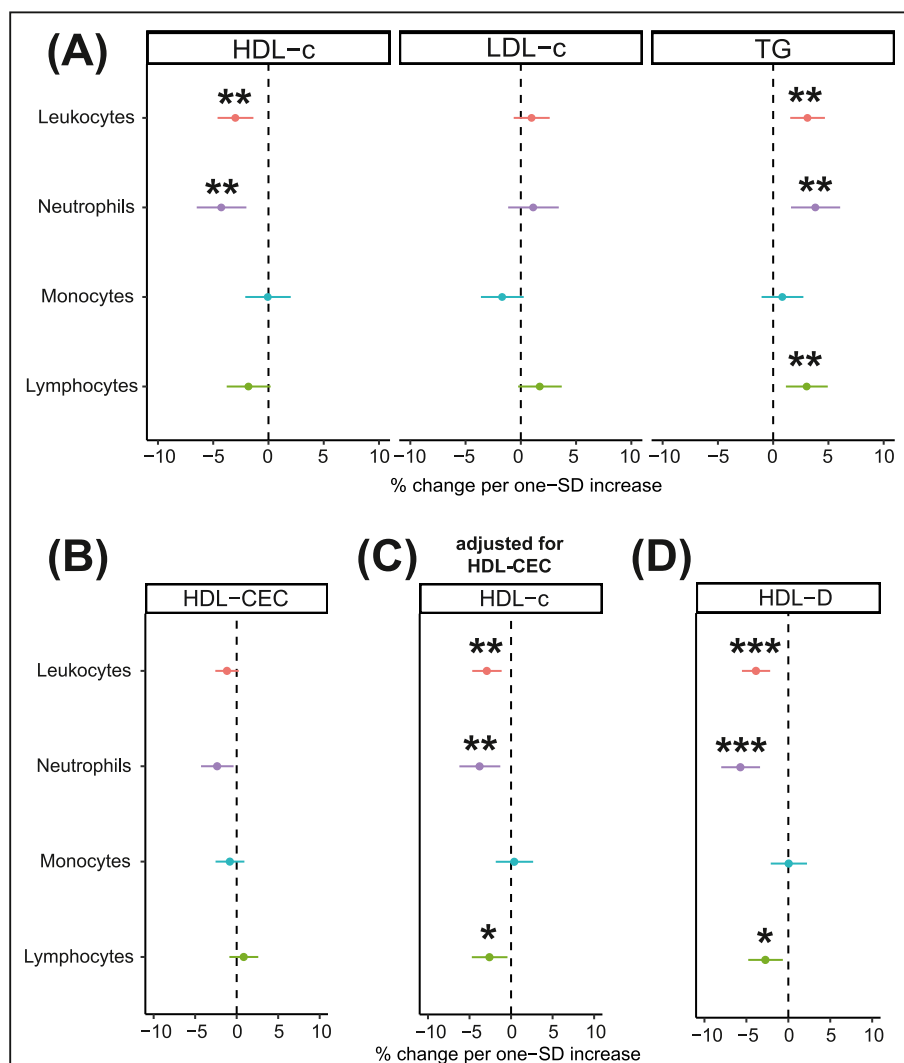 (A)
HDL−c LDL−c TG
Leukocytes ** **
Neutrophils ** **
Monocytes
Lymphocytes **
−10 −5 0 5 10 −10 −5 0 5 10 −10 −5 0 5 10
% change per one−SD increase
(B) (C) adjusted for HDL-CEC (D)
HDL−CEC HDL−c HDL−D
Leukocytes ** ***
Neutrophils ** ***
Monocytes
Lymphocytes * *
−10 −5 0 5 10 −10 −5 0 5 10 −10 −5 0 5 10
% change per one−SD increase